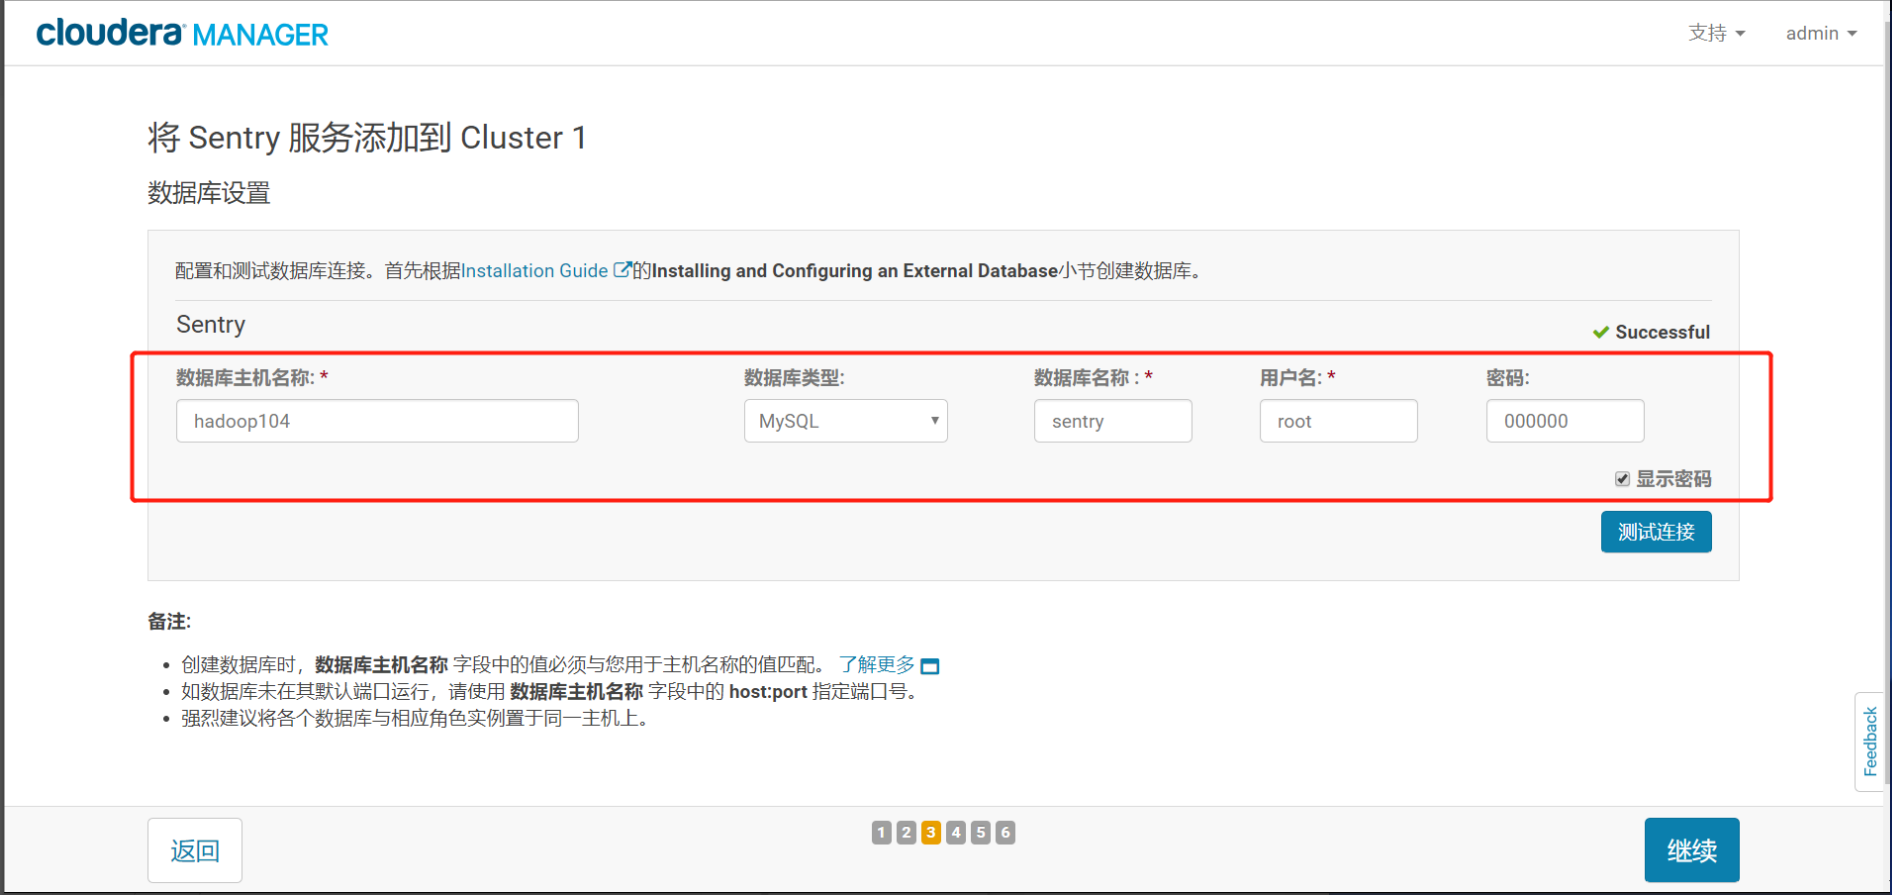 cloudera MANAGER
支持 admin
将 Sentry 服务添加到 Cluster 1
数据库设置
配置和测试数据库连接。首先根据Installation Guide 的Installing and Configuring an External Database小节创建数据库。
Sentry
Successful
数据库主机名称: * 数据库类型: 数据库名称 : * 用户名: * 密码:
hadoop104 MySQL sentry root 000000
显示密码
测试连接
备注:
• 创建数据库时，数据库主机名称 字段中的值必须与您用于主机名称的值匹配。 了解更多
• 如数据库未在其默认端口运行，请使用 数据库主机名称 字段中的 host:port 指定端口号。
• 强烈建议将各个数据库与相应角色实例置于同一主机上。
Feedback
返回 1 2 3 4 5 6 继续